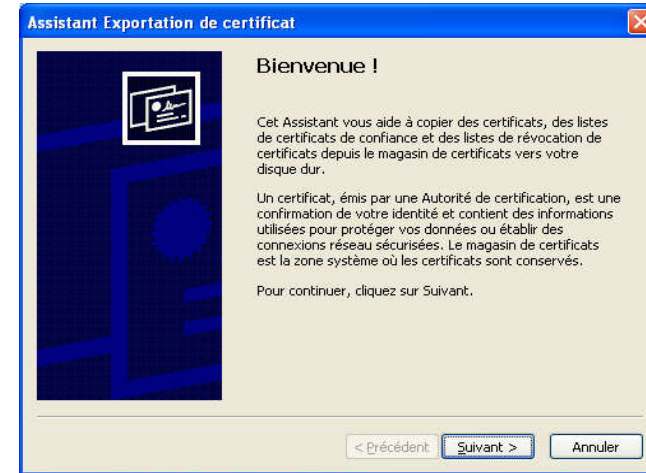 Assistant Exportation de certificat
Bienvenue !
Cet Assistant vous aide à copier des certificats, des listes
de certificats de confiance et des listes de révocation de
certificats depuis le magasin de certificats vers votre
disque dur.
Un certificat, émis par une Autorité de certification, est une
confirmation de votre identité et contient des informations
utilisées pour protéger vos données ou établir des
connexions réseau sécurisées. Le magasin de certificats
est la zone système où les certificats sont conservés.
Pour continuer, cliquez sur Suivant.
< Précédent Suivant > Annuler